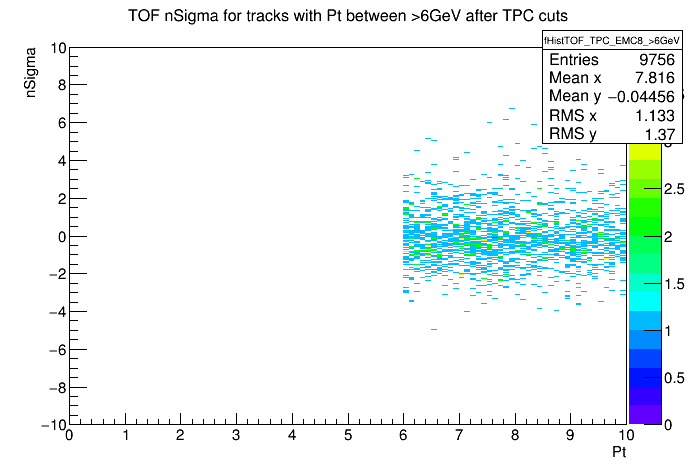 TOF nSigma for tracks with Pt between >6GeV after TPC cuts
fHistTOF_TPC_EMC8_>6GeV
Entries 9756
Mean x 7.816
Mean y −0.04456
RMS x 1.133
RMS y 1.37
nSigma
10
8
6
4
2
0
−2
−4
−6
−8
−10
0 1 2 3 4 5 6 7 8 9 10
Pt
2.5
2
1.5
1
0.5
0